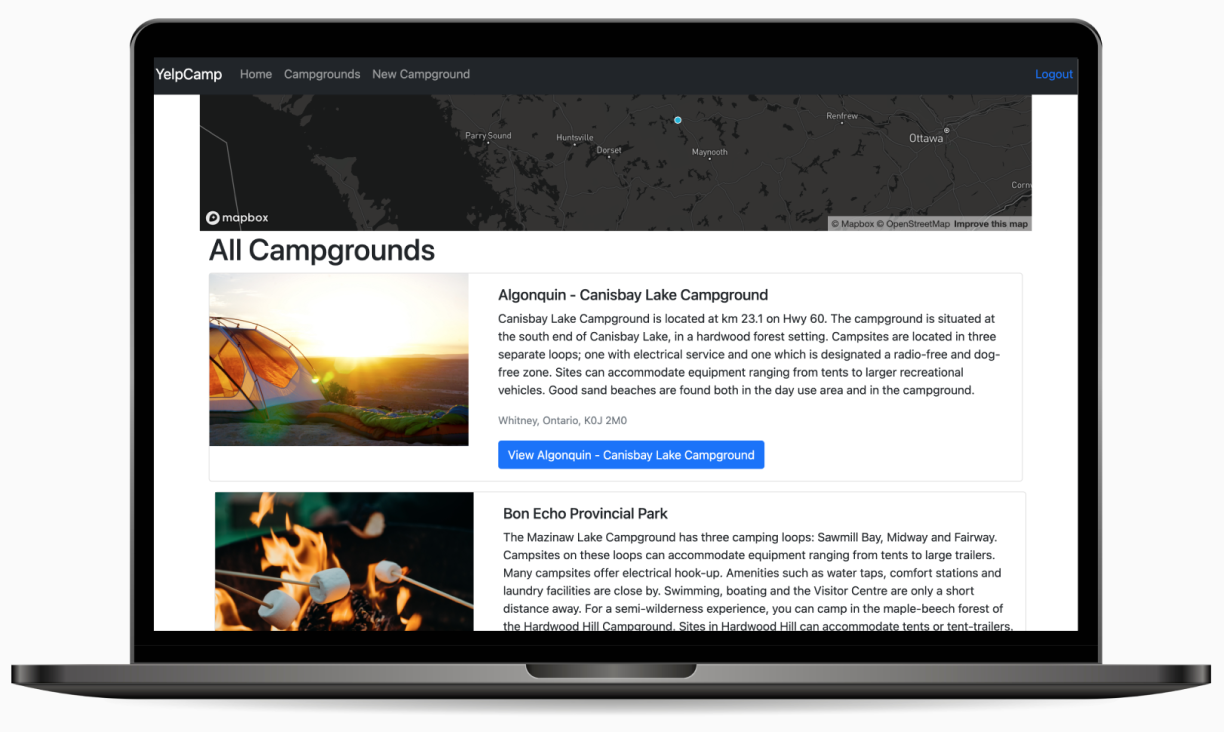 YelpCamp Home Campgrounds New Campground Logout
Renfrew
Parry Sound
Huntsville
Ottawa
Dorset
Maynooth
Corn
mapbox
© Mapbox © OpenStreetMap Improve this map
All Campgrounds
Algonquin - Canisbay Lake Campground
Canisbay Lake Campground is located at km 23.1 on Hwy 60. The campground is situated at
the south end of Canisbay Lake, in a hardwood forest setting. Campsites are located in three
separate loops; one with electrical service and one which is designated a radio-free and dog-
free zone. Sites can accommodate equipment ranging from tents to larger recreational
vehicles. Good sand beaches are found both in the day use area and in the campground.
Whitney, Ontario, K0J 2M0
View Algonquin - Canisbay Lake Campground
Bon Echo Provincial Park
The Mazinaw Lake Campground has three camping loops: Sawmill Bay, Midway and Fairway.
Campsites on these loops can accommodate equipment ranging from tents to large trailers.
Many campsites offer electrical hook-up. Amenities such as water taps, comfort stations and
laundry facilities are close by. Swimming, boating and the Visitor Centre are only a short
distance away. For a semi-wilderness experience, you can camp in the maple-beech forest of
the Hardwood Hill Campground. Sites in Hardwood Hill can accommodate tents or tent-trailers.